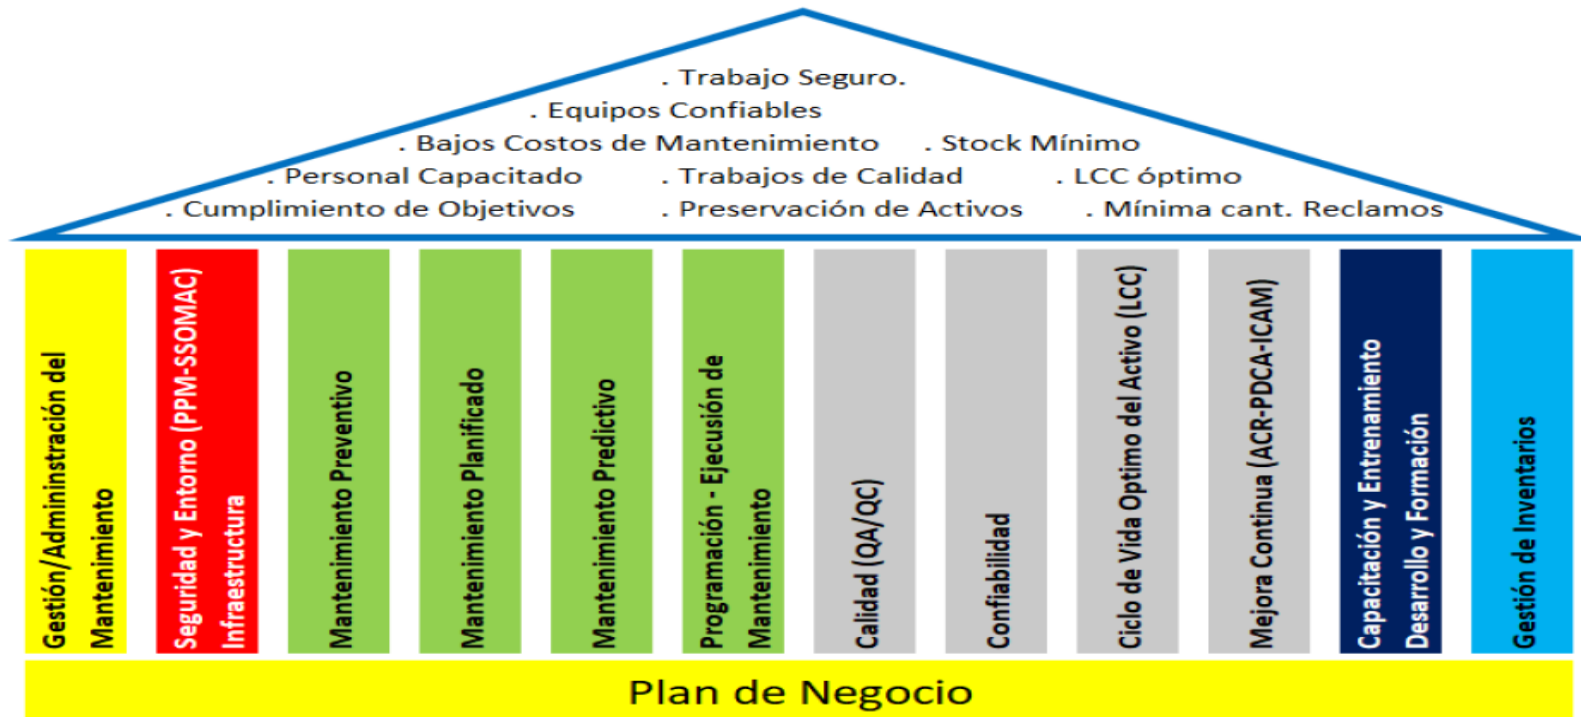 . Trabajo Seguro.
. Equipos Confiables
. Bajos Costos de Mantenimiento . Stock Mínimo
. Personal Capacitado . Trabajos de Calidad . LCC óptimo
. Cumplimiento de Objetivos . Preservación de Activos . Mínima cant. Reclamos
Gestión/Admininstración del
Mantenimiento
Seguridad y Entorno (PPM-SSOMAC)
Infraestructura
Mantenimiento Preventivo
Mantenimiento Planificado
Mantenimiento Predictivo
Programación - Ejecusión de
Mantenimiento
Calidad (QA/QC)
Confiabilidad
Ciclo de Vida Optimo del Activo (LCC)
Mejora Continua (ACR-PDCA-ICAM)
Capacitación y Entrenamiento
Desarrollo y Formación
Gestión de Inventarios
Plan de Negocio